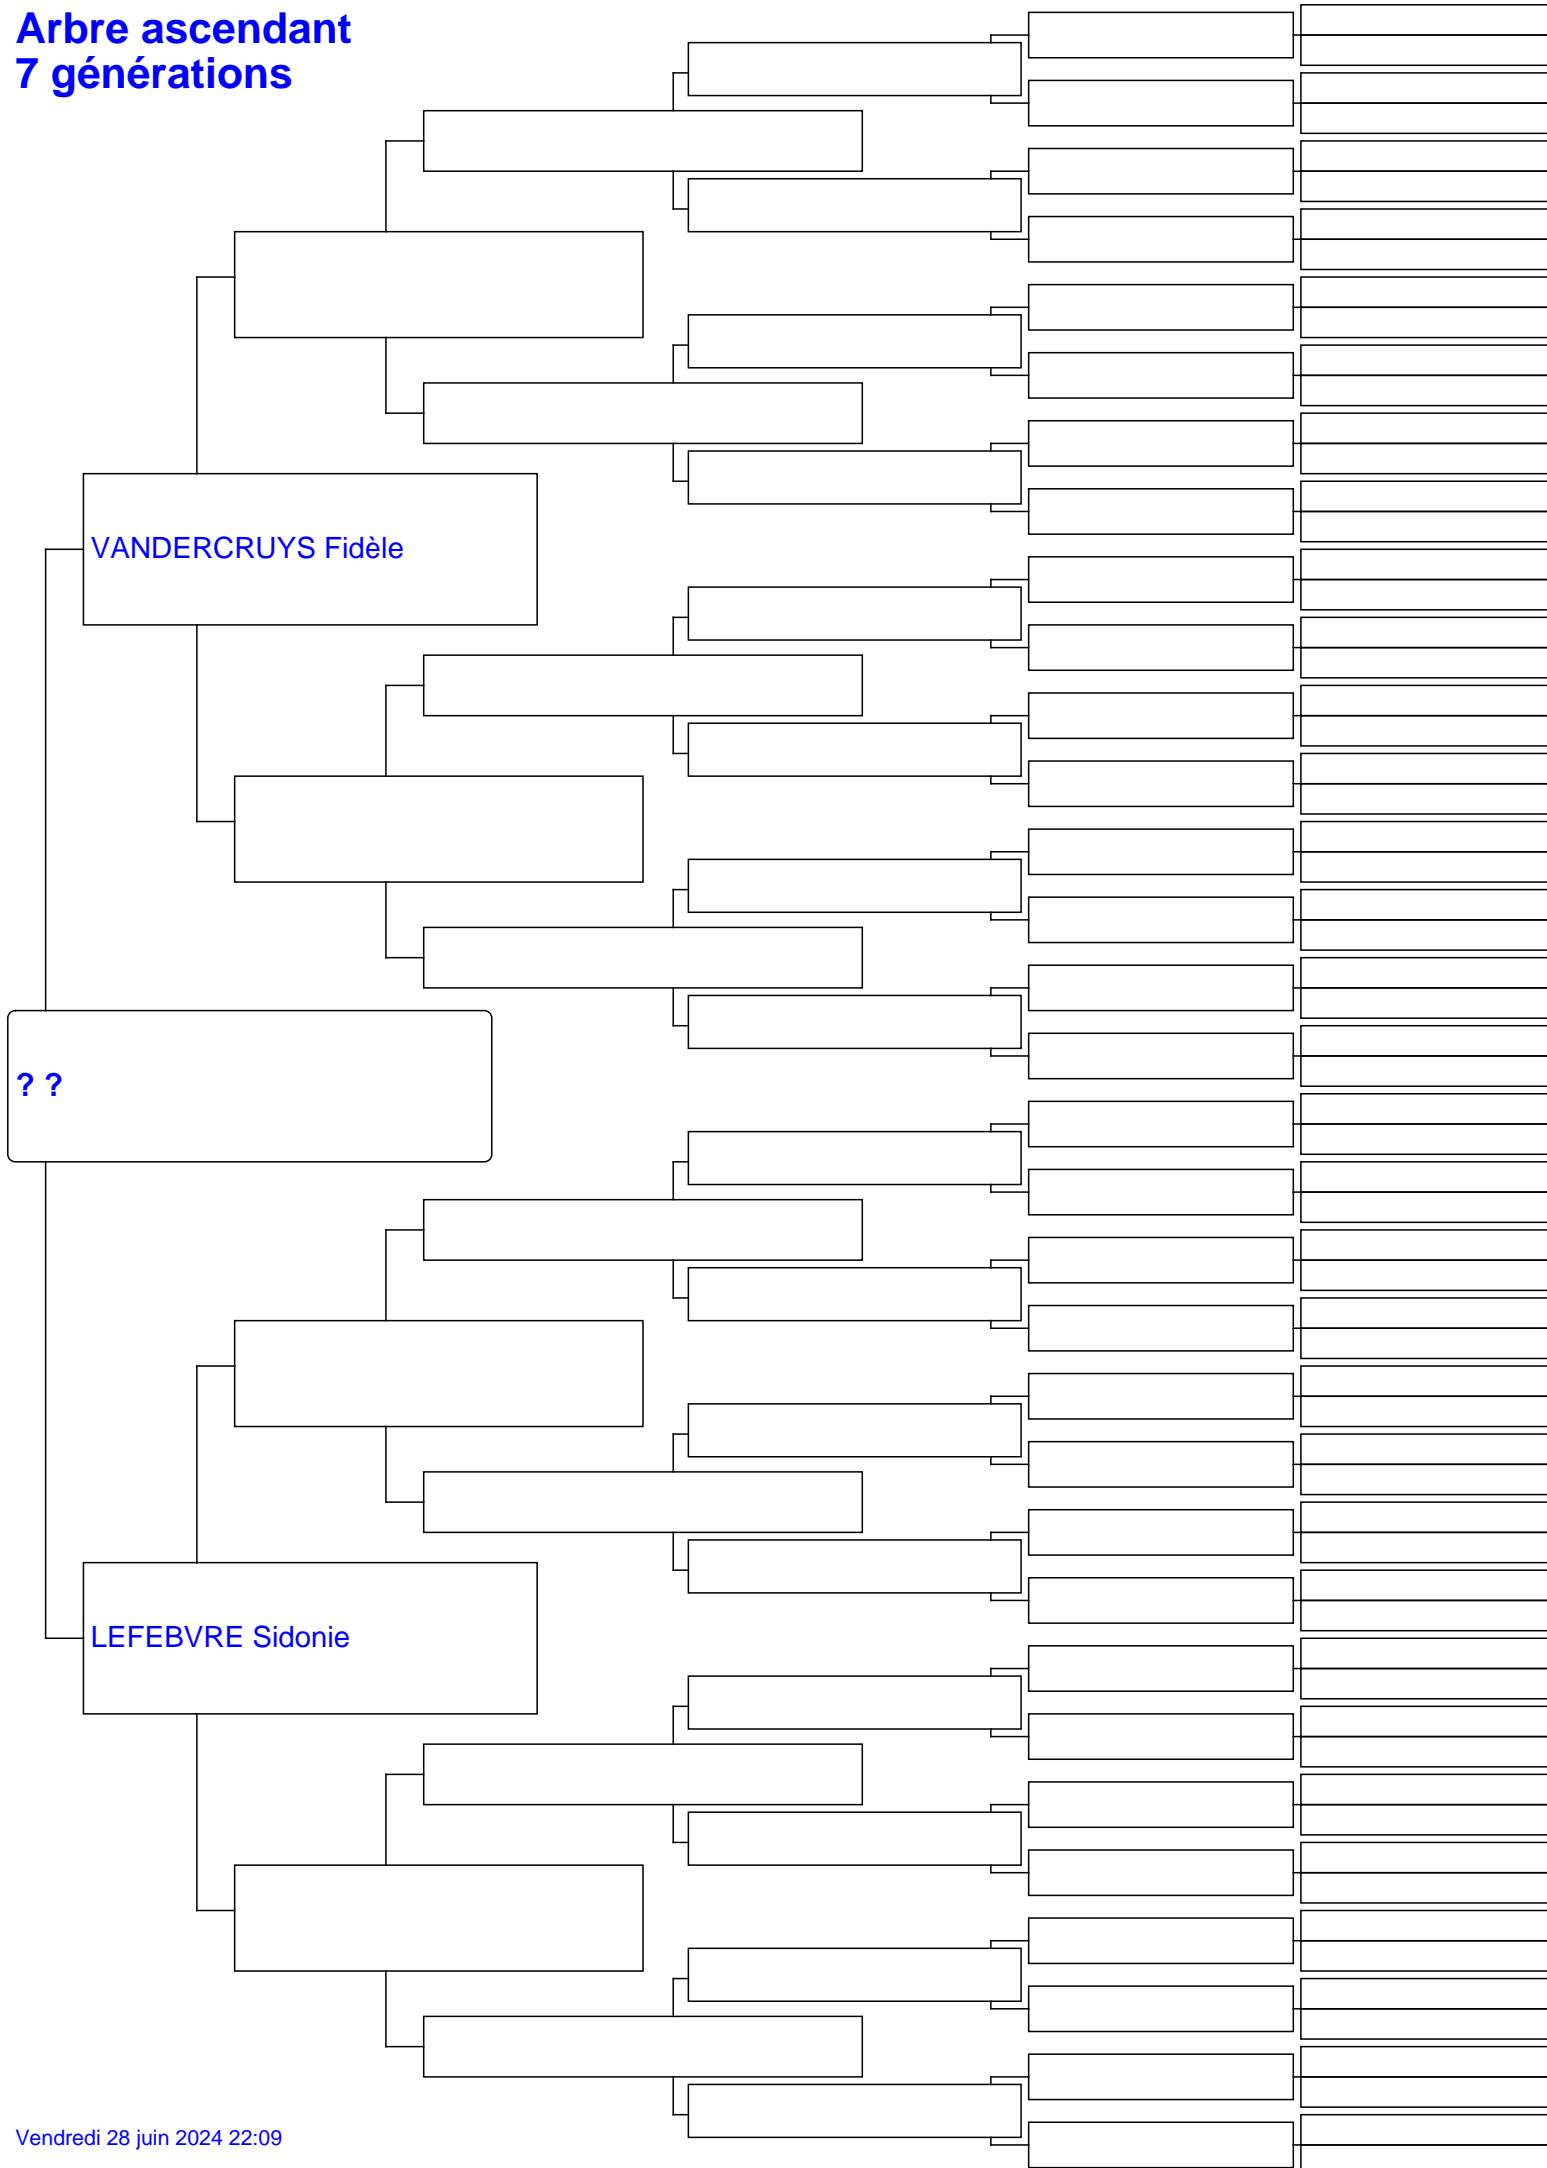 Arbre ascendant
7 générations
VANDERCRUYS Fidèle
? ?
LEFEBVRE Sidonie
Vendredi 28 juin 2024 22:09